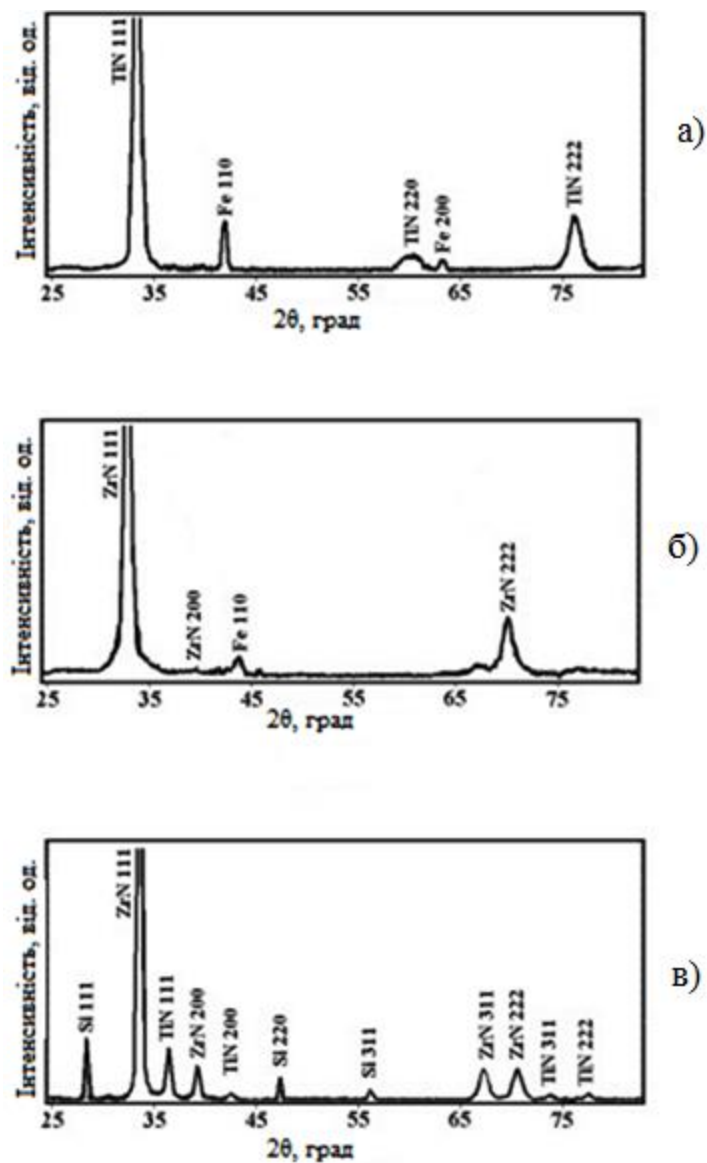 Інтенсивність, від. од.
TiN 111
Fe 110
TiN 220
Fe 200
TiN 222
а)
25 35 45 55 65 75
2θ, град
Інтенсивність, від. од.
ZrN 111
ZrN 200
Fe 110
ZrN 222
б)
25 35 45 55 65 75
2θ, град
Інтенсивність, від. од.
Si 111
ZrN 111
TiN 111
ZrN 200
TiN 200
Si 220
Si 311
ZrN 311
ZrN 222
TiN 311
TiN 222
в)
25 35 45 55 65 75
2θ, град